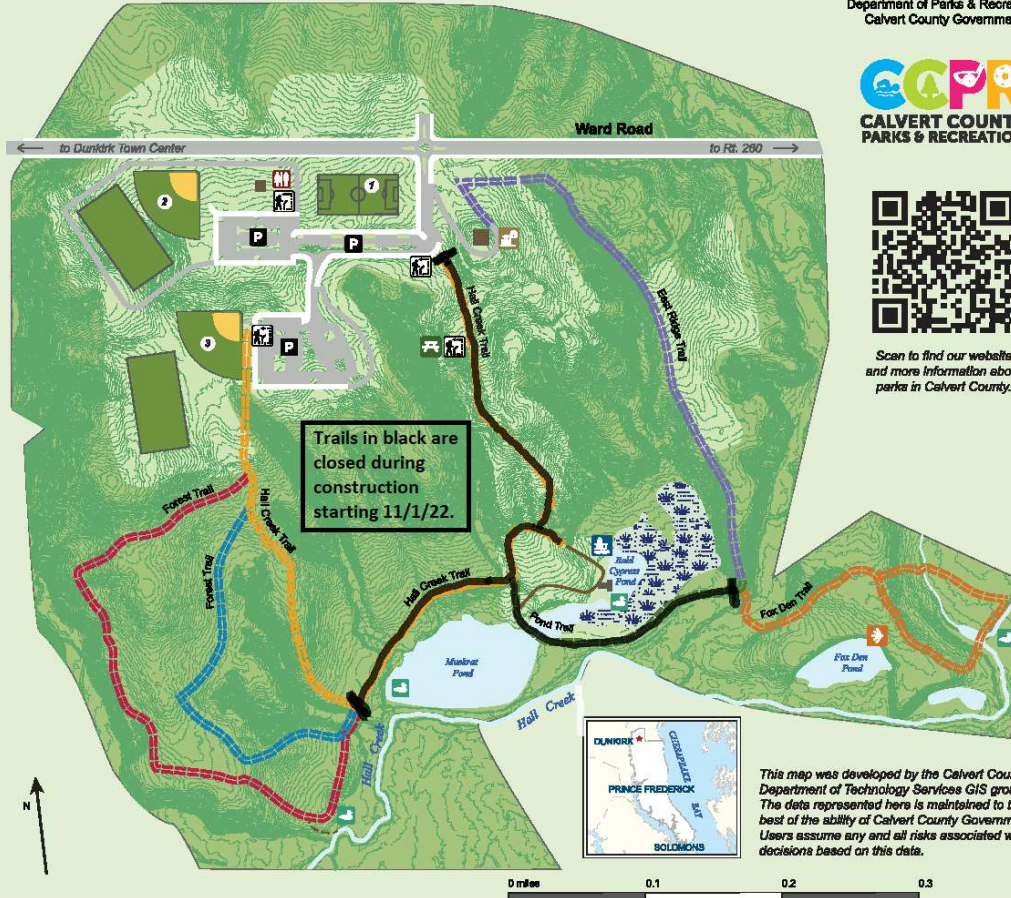 Department of Parks & Recre
Calvert County Governme
CCPR
CALVERT COUNT
PARKS & RECREATIO
Scan to find our website
and more information abo
parks in Calvert County.
Ward Road
to Dunkirk Town Center
to Rt. 260
1
2
3
P
P
P
Hall Creek Trail
East Ridge Trail
Trails in black are
closed during
construction
starting 11/1/22.
Forest Trail
Hall Creek Trail
Forest Trail
Hall Creek Trail
Bald
Cypress
Pond
Pond Trail
Fox Den Trail
Muskrat
Pond
Fox Den
Pond
Hall Creek
Hall Creek
N
DUNKIRK
CHESAPEAKE
BAY
PRINCE FREDERICK
SOLOMONS
This map was developed by the Calvert Cou
Department of Technology Services GIS grou
The data represented here is maintained to t
best of the ability of Calvert County Governm
Users assume any and all risks associated w
decisions based on this data.
0 miles 0.1 0.2 0.3